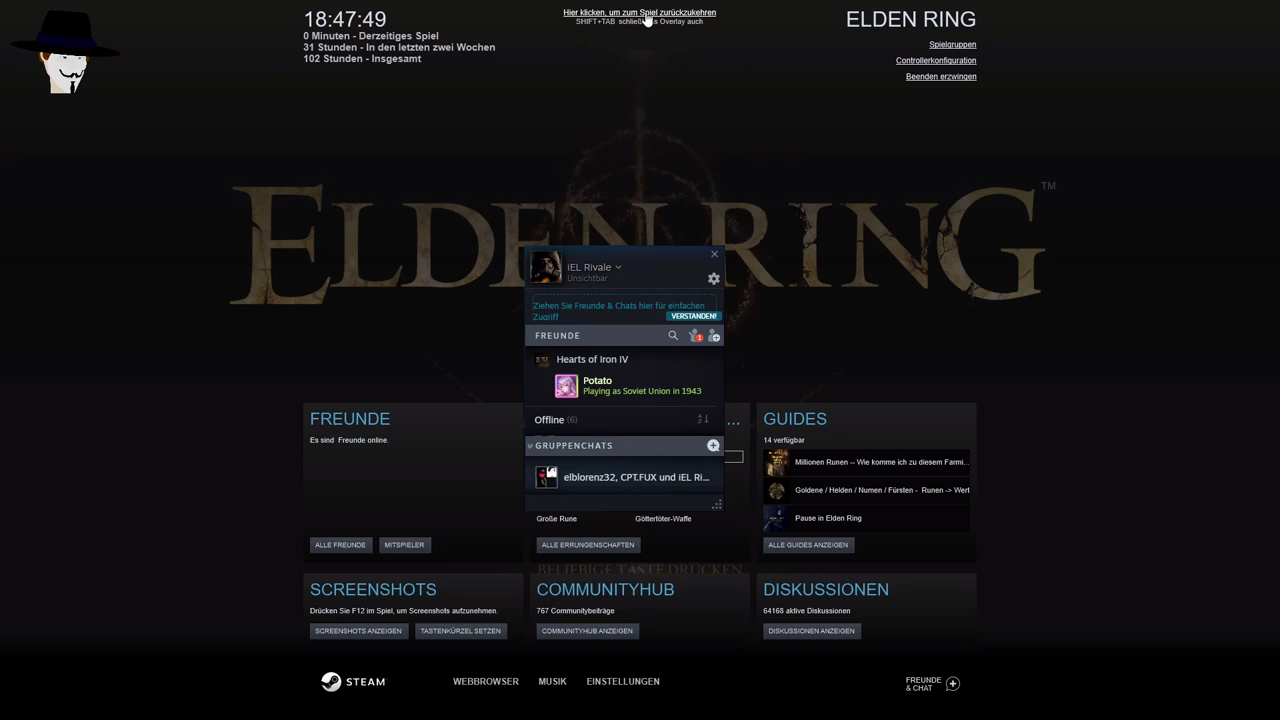 18:47:49
0 Minuten - Derzeitiges Spiel
31 Stunden - In den letzten zwei Wochen
102 Stunden - Insgesamt
Hier klicken, um zum Spiel zurückzukehren
SHIFT+TAB schließ s Overlay auch
ELDEN RING
Spielgruppen
Controllerkonfiguration
Beenden erzwingen
ELDEN RING™
iEL Rivale
Unsichtbar
Ziehen Sie Freunde & Chats hier für einfachen
Zugriff
VERSTANDEN!
FREUNDE
1
Hearts of Iron IV
Potato
Playing as Soviet Union in 1943
Offline (6)
GRUPPENCHATS
elblorenz32, CPT.FUX und iEL Ri...
FREUNDE
Es sind Freunde online.
ALLE FREUNDE
MITSPIELER
...
Große Rune
Göttertöter-Waffe
ALLE ERRUNGENSCHAFTEN
GUIDES
14 verfügbar
Millionen Runen -- Wie komme ich zu diesem Farmi...
Goldene / Helden / Numen / Fürsten - Runen -> Wert
Pause in Elden Ring
ALLE GUIDES ANZEIGEN
BELIEBIGE TASTE DRÜCKEN
SCREENSHOTS
Drücken Sie F12 im Spiel, um Screenshots aufzunehmen.
SCREENSHOTS ANZEIGEN
TASTENKÜRZEL SETZEN
COMMUNITYHUB
767 Communitybeiträge
COMMUNITYHUB ANZEIGEN
DISKUSSIONEN
64168 aktive Diskussionen
DISKUSSIONEN ANZEIGEN
STEAM
WEBBROWSER
MUSIK
EINSTELLUNGEN
FREUNDE
& CHAT